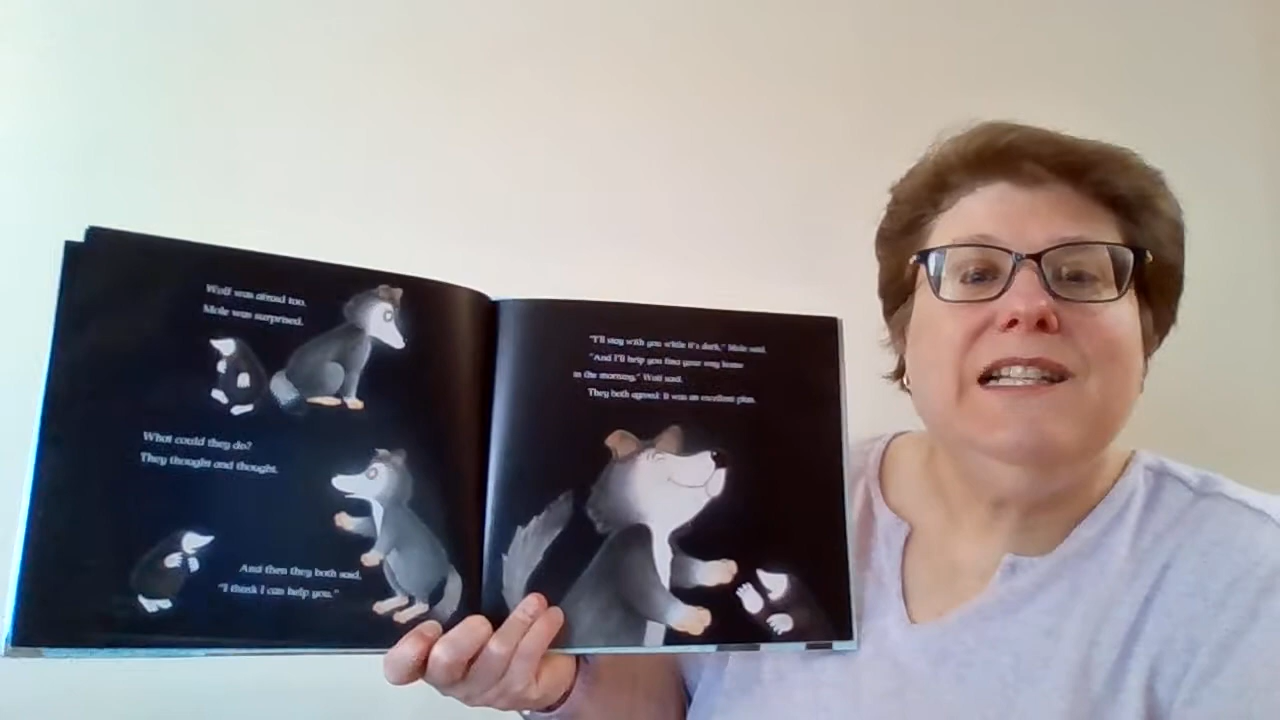 Wolf was afraid too.
Mole was surprised.
What could they do?
They thought and thought.
And then they both said,
"I think I can help you."
"I'll stay with you while it's dark," Mole said.
"And I'll help you find your way home
in the morning," Wolf said.
They both agreed: it was an excellent plan.